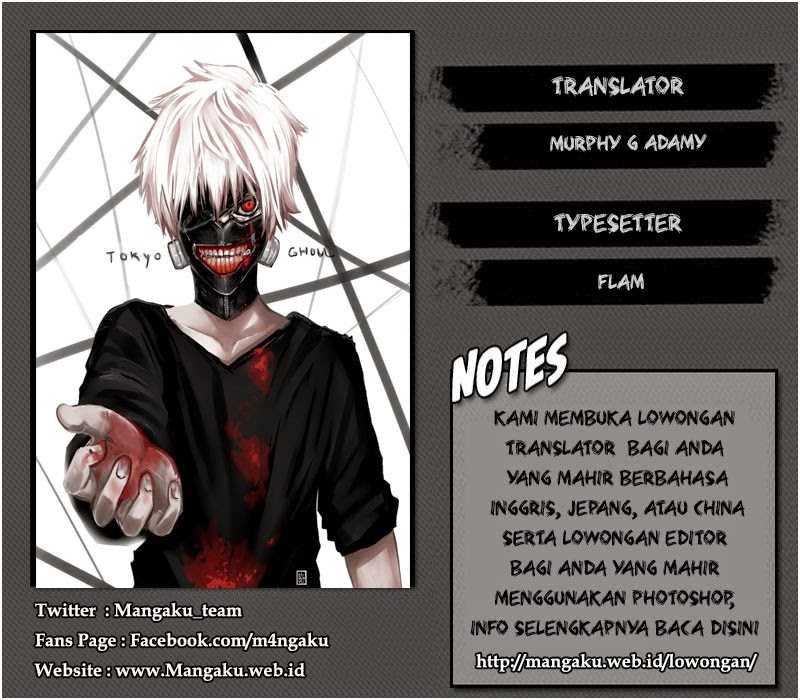 TOKYO GHOUL
Twitter : Mangaku_team
Fans Page : Facebook.com/m4ngaku
Website : www.Mangaku.web.id
TRANSLATOR
MURPHY G ADAMY
TYPESETTER
FLAM
NOTES
KAMI MEMBUKA LOWONGAN
TRANSLATOR BAGI ANDA
YANG MAHIR BERBAHASA
INGGRIS, JEPANG, ATAU CHINA
SERTA LOWONGAN EDITOR
BAGI ANDA YANG MAHIR
MENGGUNAKAN PHOTOSHOP,
INFO SELENGKAPNYA BACA DISINI
http://mangaku.web.id/lowongan/